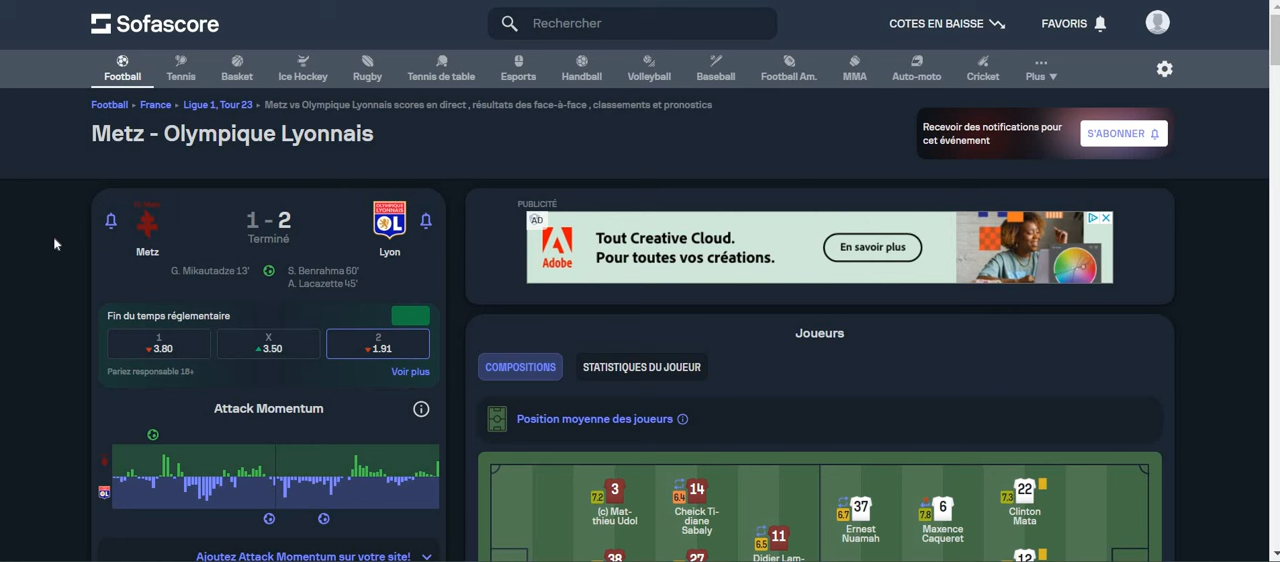 Sofascore
Rechercher
COTES EN BAISSE
FAVORIS
Football
Tennis
Basket
Ice Hockey
Rugby
Tennis de table
Esports
Handball
Volleyball
Baseball
Football Am.
MMA
Auto-moto
Cricket
Plus
Football
France
Ligue 1, Tour 23
Metz vs Olympique Lyonnais scores en direct , résultats des face-à-face , classements et pronostics
Metz - Olympique Lyonnais
Recevoir des notifications pour
cet événement
S'ABONNER
1 - 2
Terminé
Metz
Lyon
G. Mikautadze 13'
S. Benrahma 60'
A. Lacazette 45'
Fin du temps réglementaire
1
3.80
X
3.50
2
1.91
Pariez responsable 18+
Voir plus
Attack Momentum
OL
Ajoutez Attack Momentum sur votre site!
PUBLICITÉ
AD
Adobe
Tout Creative Cloud.
Pour toutes vos créations.
En savoir plus
Joueurs
COMPOSITIONS
STATISTIQUES DU JOUEUR
Position moyenne des joueurs
7.2
3
(c) Mat-
thieu Udol
6.4
14
Cheick Ti-
diane
Sabaly
6.5
11
Didier Lam-
6.7
37
Ernest
Nuamah
7.8
6
Maxence
Caqueret
7.3
22
Clinton
Mata
38
27
12